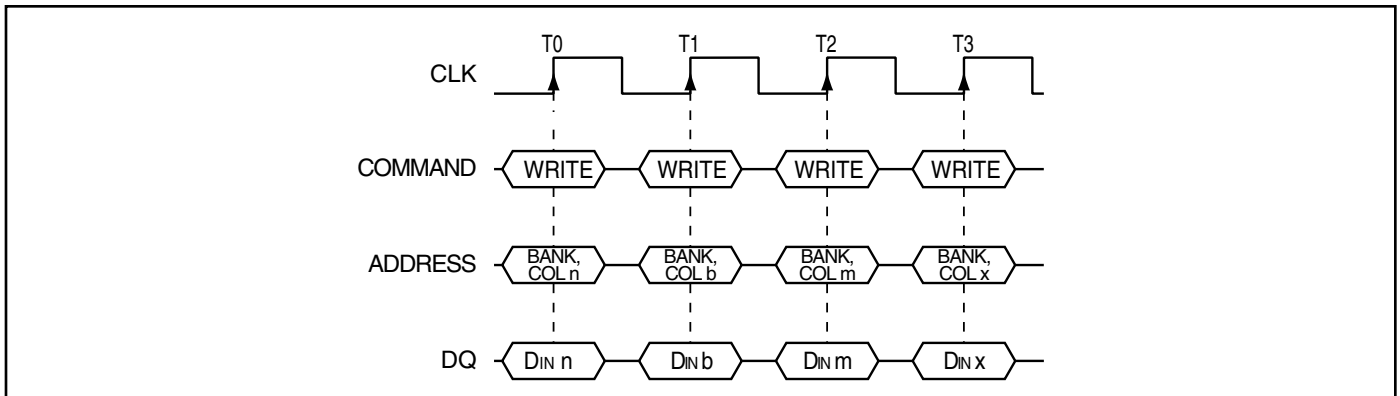 T0 T1 T2 T3
CLK
COMMAND WRITE WRITE WRITE WRITE
ADDRESS BANK, COL n BANK, COL b BANK, COL m BANK, COL x
DQ DIN n DIN b DIN m DIN x